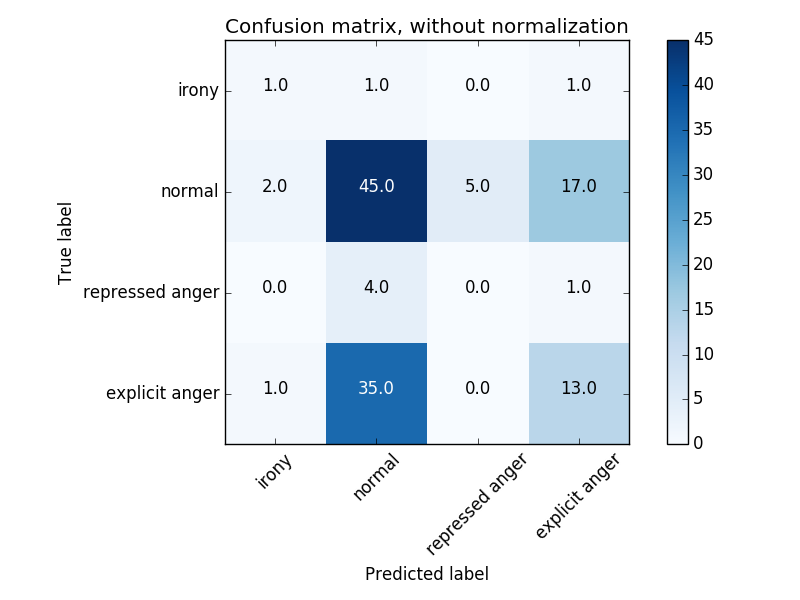 Confusion matrix, without normalization
True label
irony 1.0 1.0 0.0 1.0
normal 2.0 45.0 5.0 17.0
repressed anger 0.0 4.0 0.0 1.0
explicit anger 1.0 35.0 0.0 13.0
irony normal repressed anger explicit anger
Predicted label
45
40
35
30
25
20
15
10
5
0